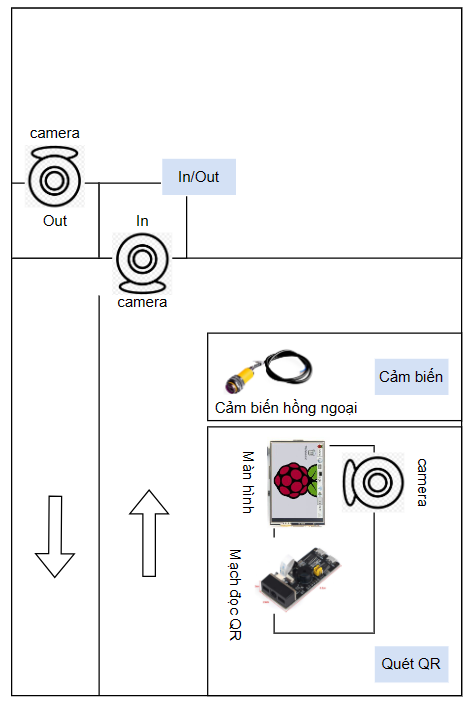 camera
In/Out
Out
In
camera
Cảm biến
Cảm biến hồng ngoại
Màn hình
camera
Mạch đọc QR
Quét QR